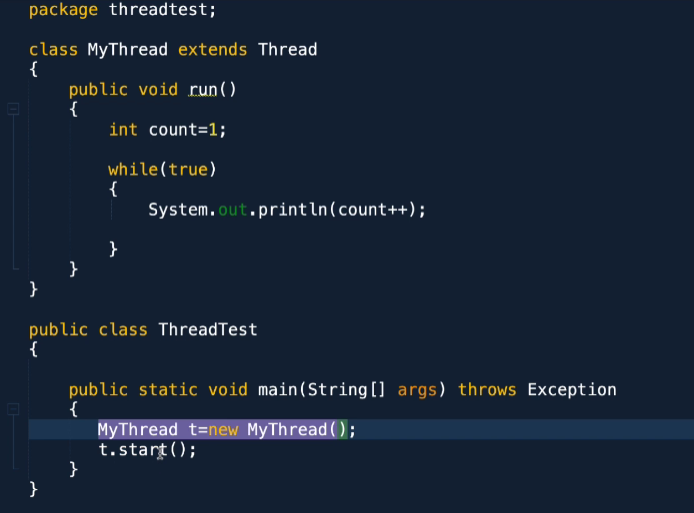 package threadtest;
class MyThread extends Thread
{
public void run()
{
int count=1;
while(true)
{
System.out.println(count++);
}
}
}
public class ThreadTest
{
public static void main(String[] args) throws Exception
{
MyThread t=new MyThread();
t.start();
}
}